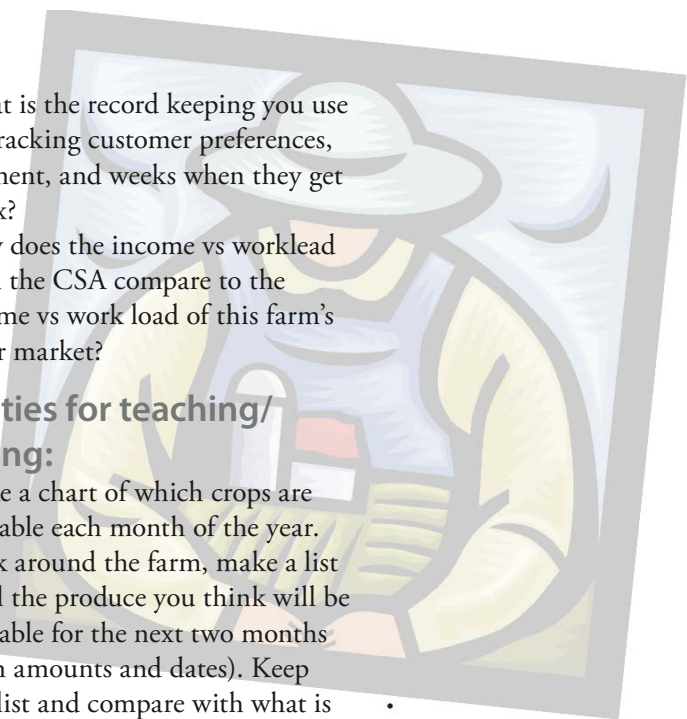 at is the record keeping you use
racking customer preferences,
nent, and weeks when they get
x?
v does the income vs worklead
the CSA compare to the
me vs work load of this farm's
r market?
ties for teaching/
ng:
e a chart of which crops are
able each month of the year.
k around the farm, make a list
l the produce you think will be
able for the next two months
n amounts and dates). Keep
list and compare with what is
•